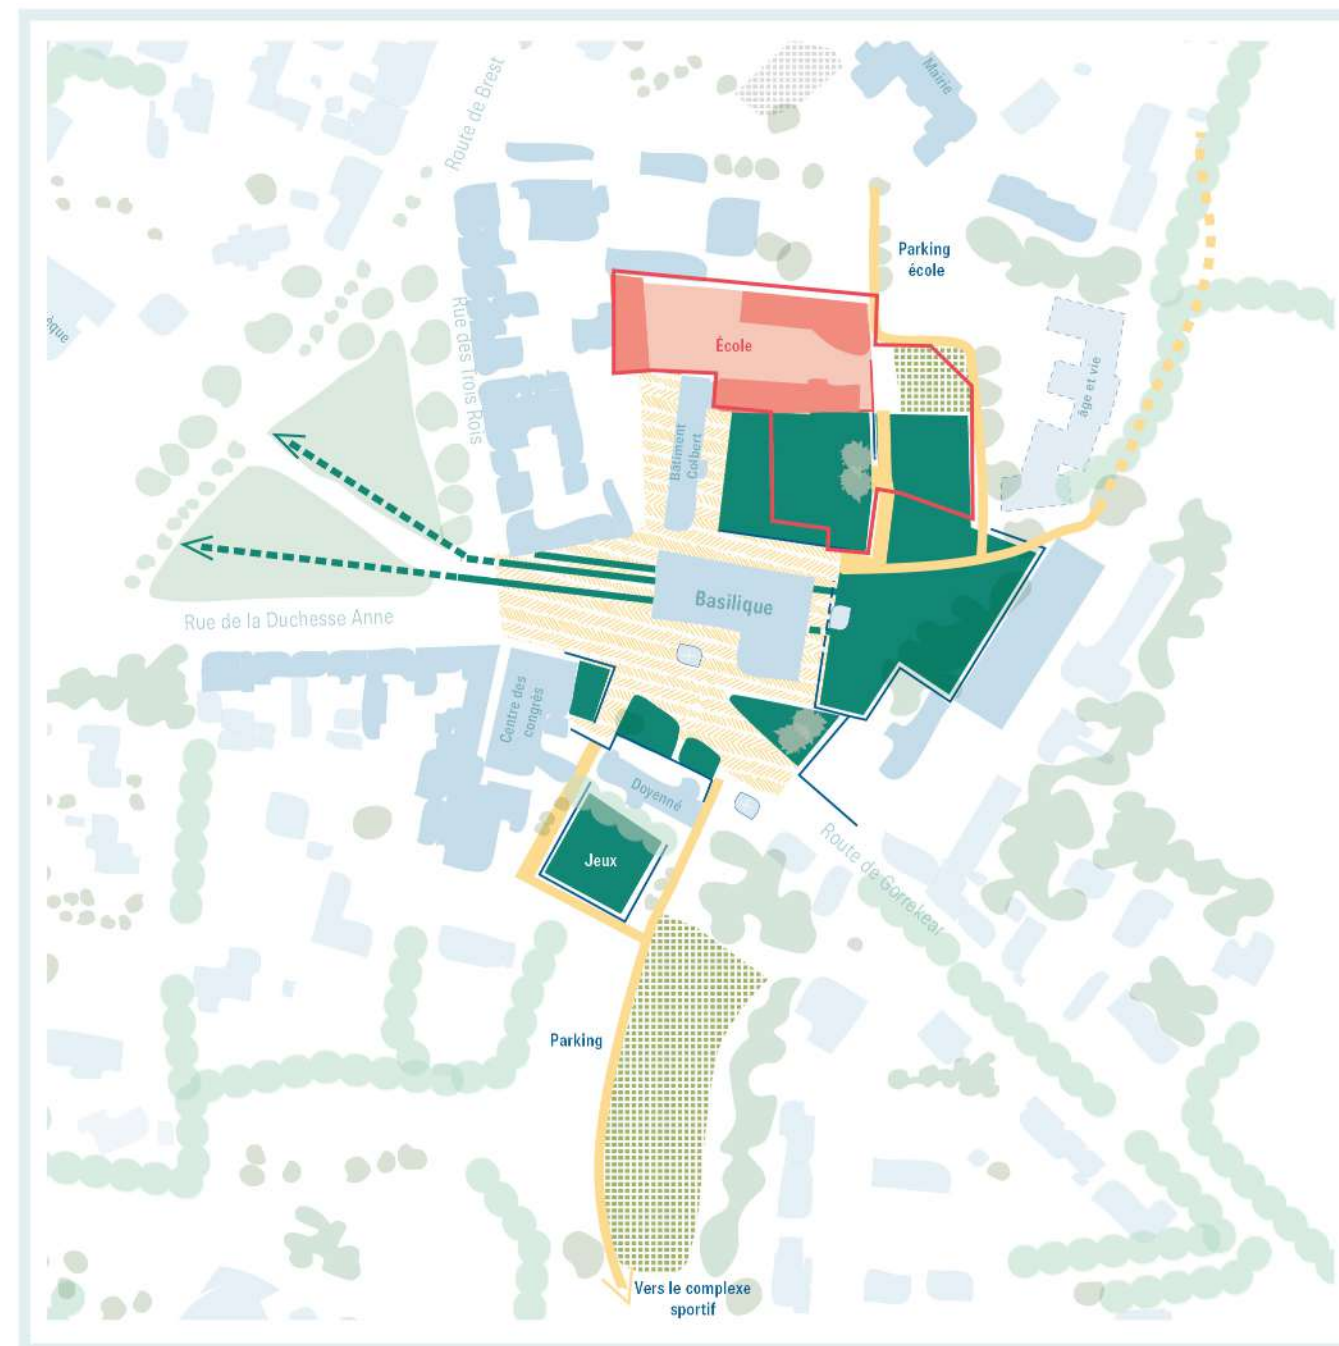 Route de Brest
Mairie
Parking
école
èque
Rue des Trois Rois
École
âge et vie
Bâtiment
Colbert
Basilique
Rue de la Duchesse Anne
Centre des
congrès
Doyenné
Jeux
Route de Gorrekear
Parking
Vers le complexe
sportif